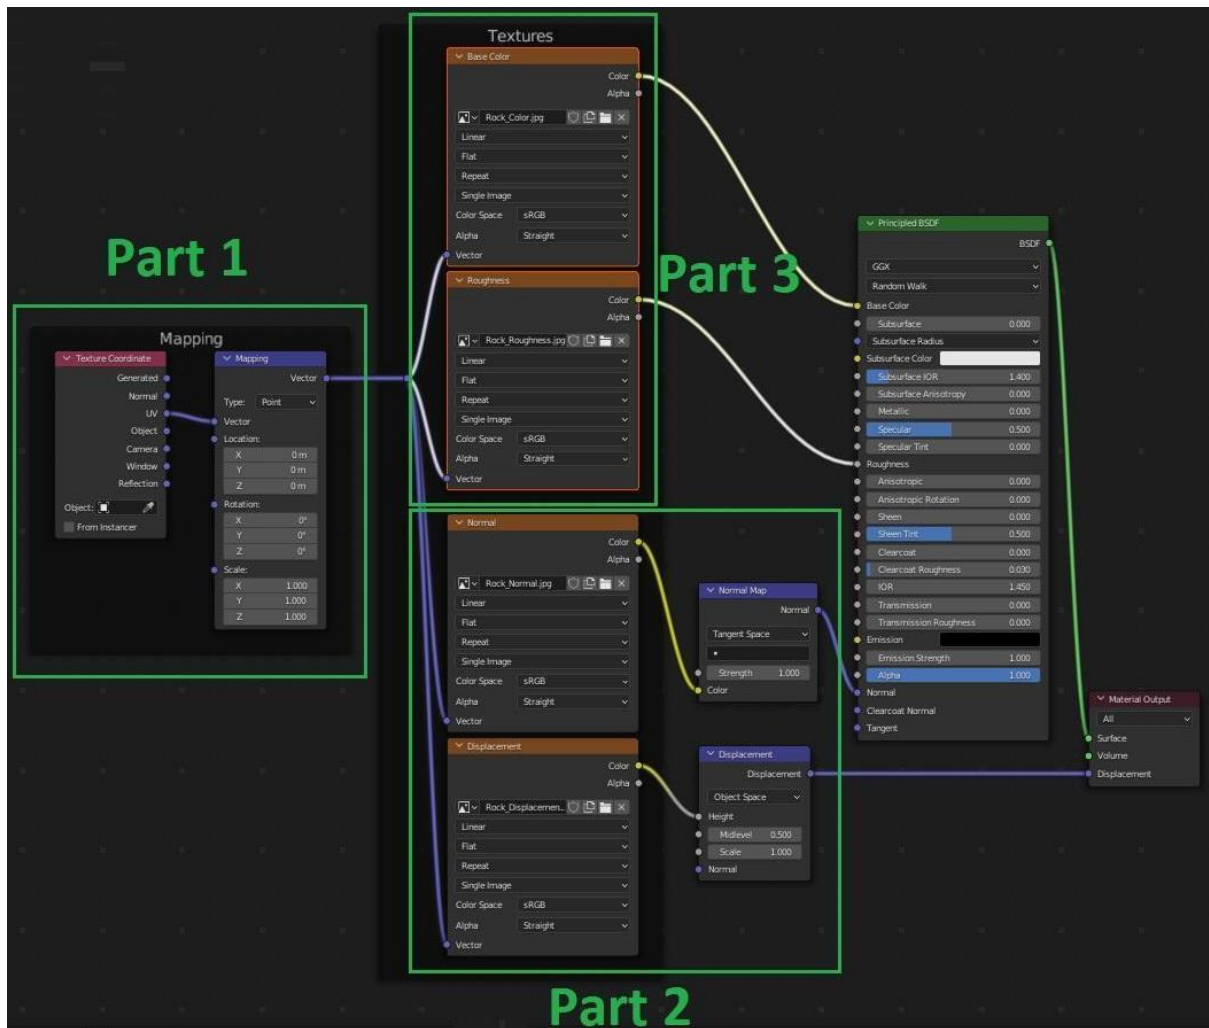 Part 1
Mapping
Texture Coordinate
Generated
Normal
UV
Object
Camera
Window
Reflection
Object:
From Instancer
Mapping
Vector
Type: Point
Vector
Location:
X 0 m
Y 0 m
Z 0 m
Rotation:
X 0°
Y 0°
Z 0°
Scale:
X 1.000
Y 1.000
Z 1.000
Textures
Base Color
Color
Alpha
Rock_Color.jpg
Linear
Flat
Repeat
Single Image
Color Space sRGB
Alpha Straight
Vector
Roughness
Color
Alpha
Rock_Roughness.jpg
Linear
Flat
Repeat
Single Image
Color Space sRGB
Alpha Straight
Vector
Part 3
Normal
Color
Alpha
Rock_Normal.jpg
Linear
Flat
Repeat
Single Image
Color Space sRGB
Alpha Straight
Vector
Displacement
Color
Alpha
Rock_Displacemen..
Linear
Flat
Repeat
Single Image
Color Space sRGB
Alpha Straight
Vector
Normal Map
Normal
Tangent Space
Strength 1.000
Color
Displacement
Displacement
Object Space
Height
Midlevel 0.500
Scale 1.000
Normal
Part 2
Principled BSDF
BSDF
GGX
Random Walk
Base Color
Subsurface 0.000
Subsurface Radius
Subsurface Color
Subsurface IOR 1.400
Subsurface Anisotropy 0.000
Metallic 0.000
Specular 0.500
Specular Tint 0.000
Roughness
Anisotropic 0.000
Anisotropic Rotation 0.000
Sheen 0.000
Sheen Tint 0.500
Clearcoat 0.000
Clearcoat Roughness 0.030
IOR 1.450
Transmission 0.000
Transmission Roughness 0.000
Emission
Emission Strength 1.000
Alpha 1.000
Normal
Clearcoat Normal
Tangent
Material Output
All
Surface
Volume
Displacement